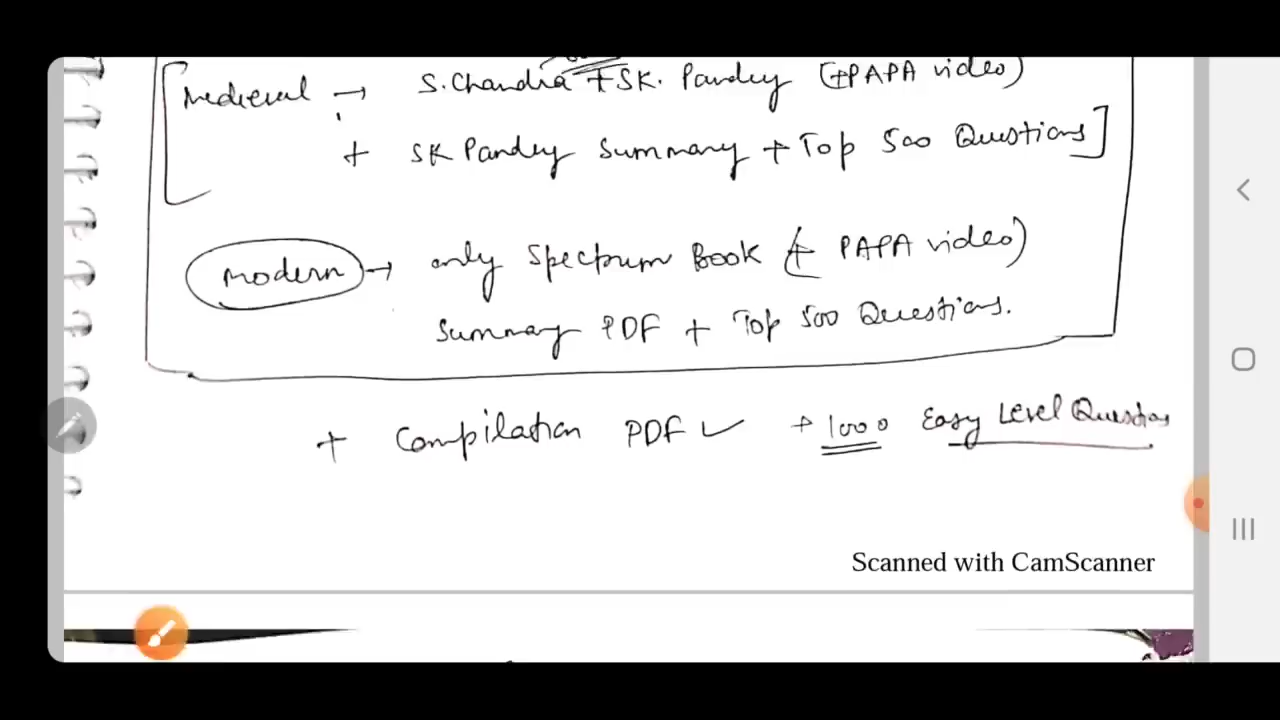 Medieval → S. Chandra + SK. Pandey (+PAPA video)
+ SK Pandey Summary + Top 500 Questions]
Modern → only Spectrum Book (+ PAPA video)
Summary PDF + Top 500 Questions.
+ Compilation PDF ✓ + 1000 Easy Level Questions
Scanned with CamScanner